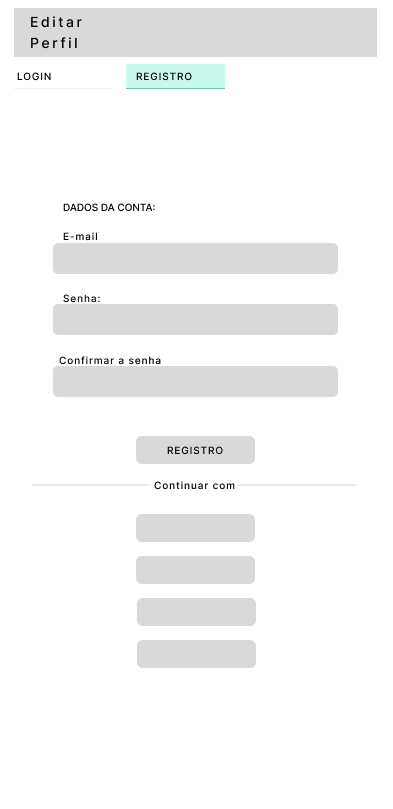 Editar
Perfil
LOGIN
REGISTRO
DADOS DA CONTA:
E-mail
Senha:
Confirmar a senha
REGISTRO
Continuar com